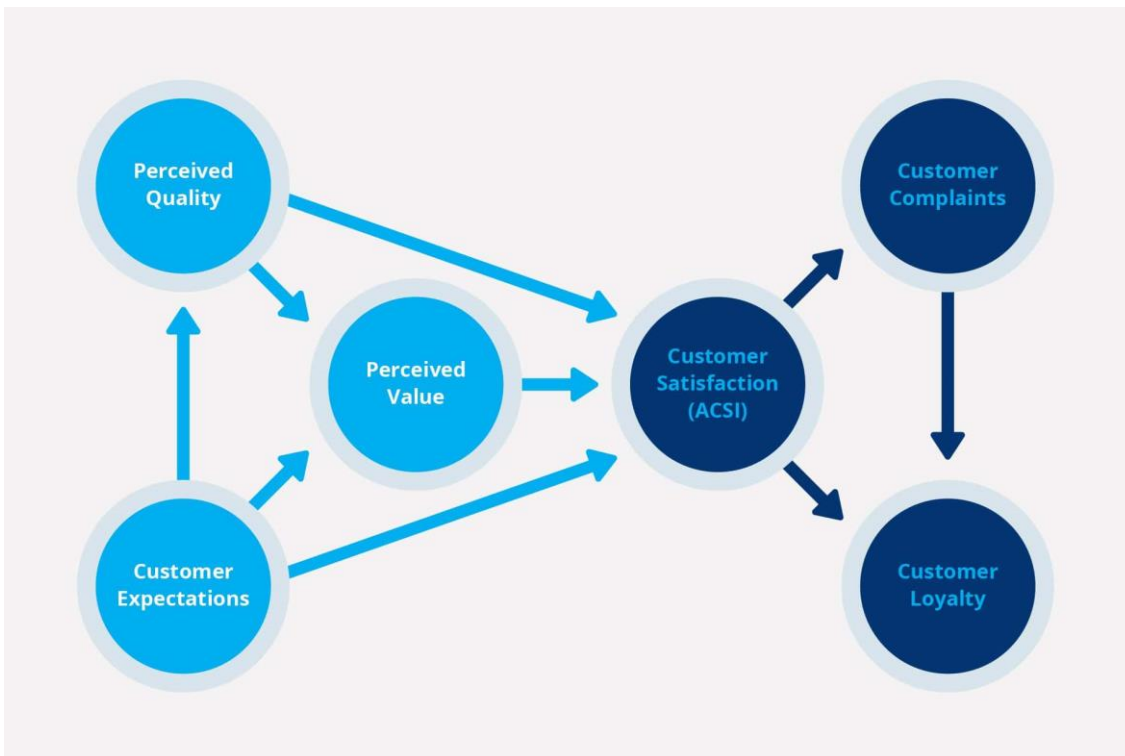 Perceived
Quality
Customer
Complaints
Perceived
Value
Customer
Satisfaction
(ACSI)
Customer
Expectations
Customer
Loyalty